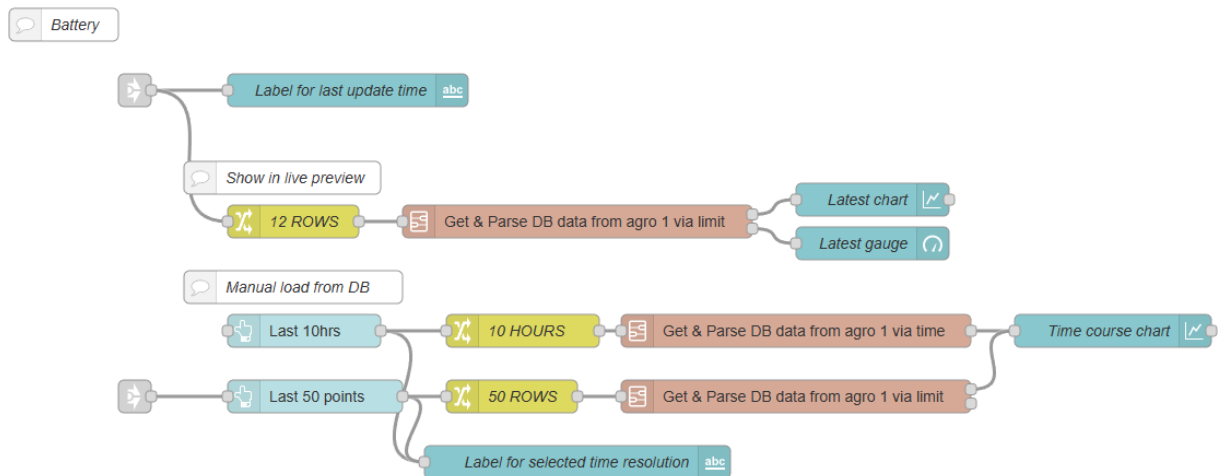 Battery
Label for last update time abc
Show in live preview
12 ROWS
Get & Parse DB data from agro 1 via limit
Latest chart
Latest gauge
Manual load from DB
Last 10hrs
10 HOURS
Get & Parse DB data from agro 1 via time
Time course chart
Last 50 points
50 ROWS
Get & Parse DB data from agro 1 via limit
Label for selected time resolution abc